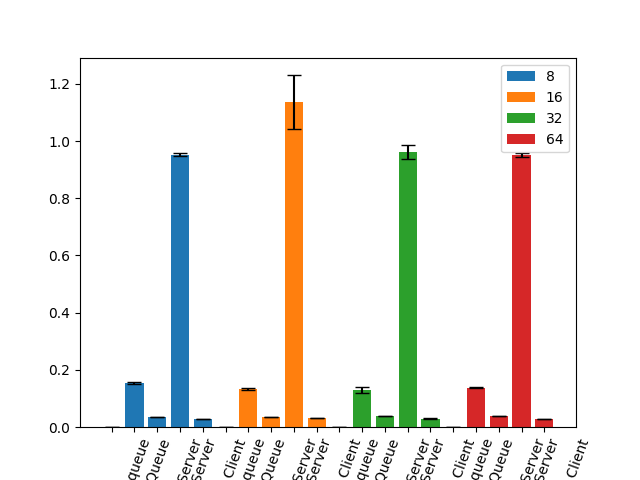 1.2
1.0
0.8
0.6
0.4
0.2
0.0
8
16
32
64
queue
Queue
Server
Server
Client
queue
Queue
Server
Server
Client
queue
Queue
Server
Server
Client
queue
Queue
Server
Server
Client